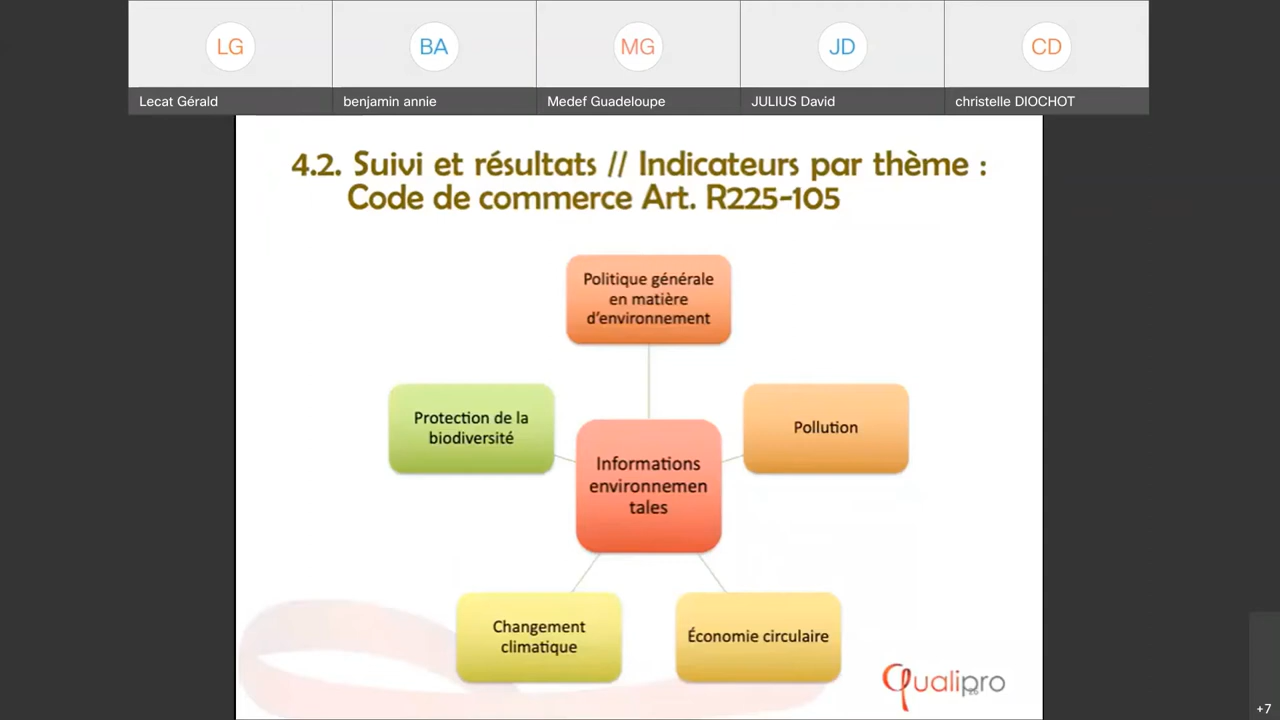 LG
BA
MG
JD
CD
Lecat Gérald
benjamin annie
Medef Guadeloupe
JULIUS David
christelle DIOCHOT
4.2. Suivi et résultats // Indicateurs par thème :
Code de commerce Art. R225-105
Politique générale
en matière
d'environnement
Protection de la
biodiversité
Pollution
Informations
environnemen
tales
Changement
climatique
Économie circulaire
Qualipro
+7